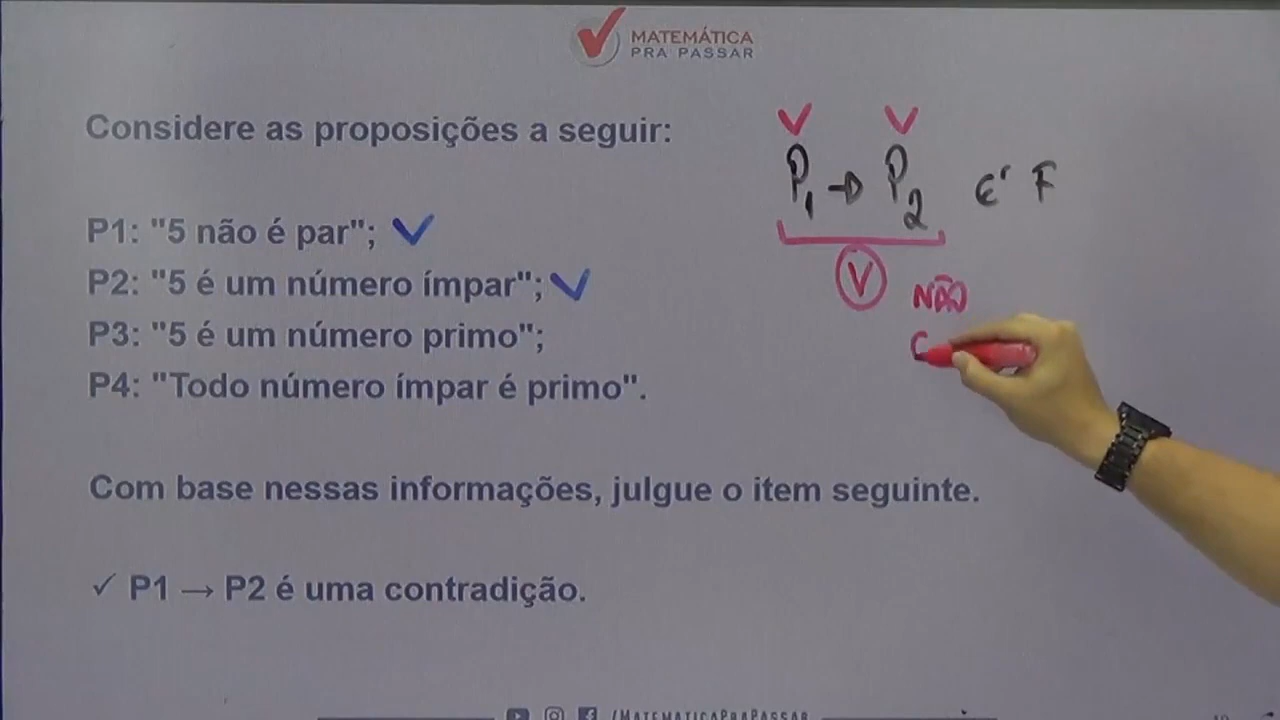 MATEMÁTICA
PRA PASSAR
Considere as proposições a seguir:
P1: "5 não é par"; V
P2: "5 é um número ímpar"; V
P3: "5 é um número primo";
P4: "Todo número ímpar é primo".
V V
P1 → P2 é F
V
NÃO
C
Com base nessas informações, julgue o item seguinte.
✓ P1 → P2 é uma contradição.
/MATEMATICAPRAPASSAR